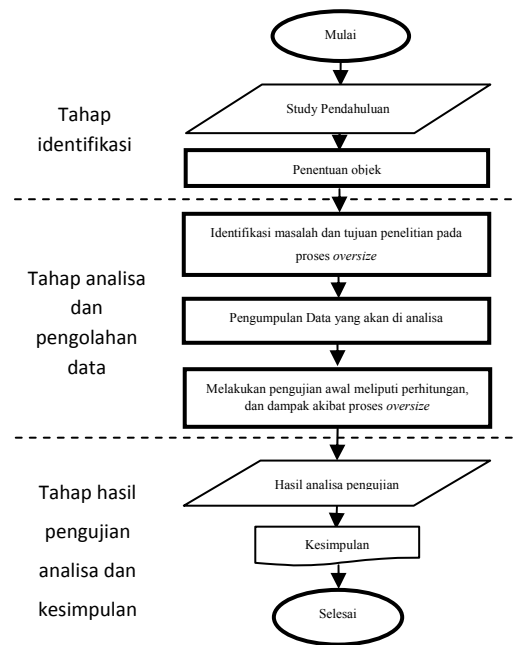 Mulai
Tahap
identifikasi
Study Pendahuluan
Penentuan objek
Tahap analisa
dan
pengolahan
data
Identifikasi masalah dan tujuan penelitian pada
proses oversize
Pengumpulan Data yang akan di analisa
Melakukan pengujian awal meliputi perhitungan,
dan dampak akibat proses oversize
Tahap hasil
pengujian
analisa dan
kesimpulan
Hasil analisa pengujian
Kesimpulan
Selesai